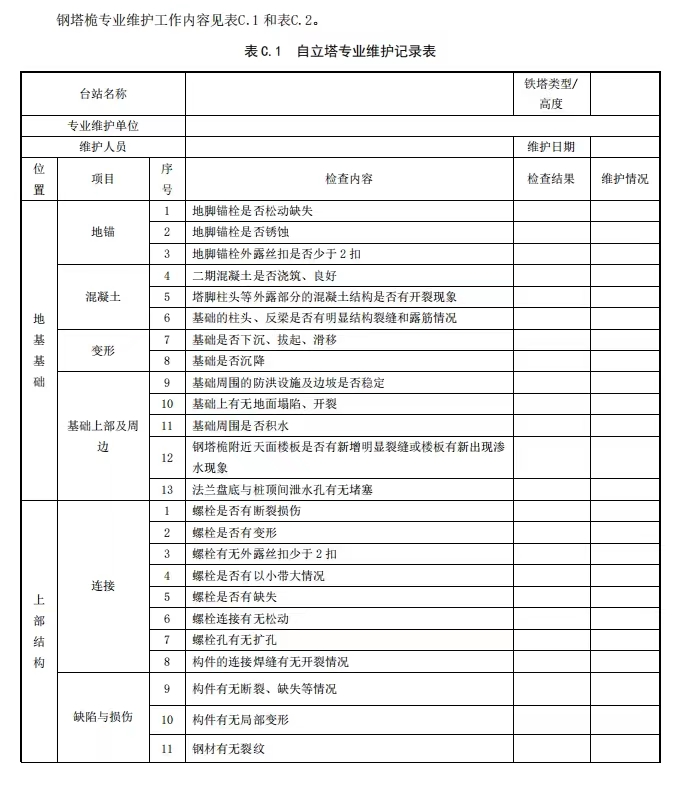 钢塔桅专业维护工作内容见表C.1 和表C.2。
表 C.1 自立塔专业维护记录表
台站名称 铁塔类型/
高度
专业维护单位
维护人员 维护日期
位置 项目 序号 检查内容 检查结果 维护情况
地基基础 地锚 1 地脚锚栓是否松动缺失
2 地脚锚栓是否锈蚀
3 地脚锚栓外露丝扣是否少于 2 扣
混凝土 4 二期混凝土是否浇筑、良好
5 塔脚柱头等外露部分的混凝土结构是否有开裂现象
6 基础的柱头、反梁是否有明显结构裂缝和露筋情况
变形 7 基础是否下沉、拔起、滑移
8 基础是否沉降
基础上部及周边 9 基础周围的防洪设施及边坡是否稳定
10 基础上有无地面塌陷、开裂
11 基础周围是否积水
12 钢塔桅附近天面楼板是否有新增明显裂缝或楼板有新出现渗
水现象
13 法兰盘底与桩顶间泄水孔有无堵塞
上部结构 连接 1 螺栓是否有断裂损伤
2 螺栓是否有变形
3 螺栓有无外露丝扣少于 2 扣
4 螺栓是否有以小带大情况
5 螺栓是否有缺失
6 螺栓连接有无松动
7 螺栓孔有无扩孔
8 构件的连接焊缝有无开裂情况
缺陷与损伤 9 构件有无断裂、缺失等情况
10 构件有无局部变形
11 钢材有无裂纹